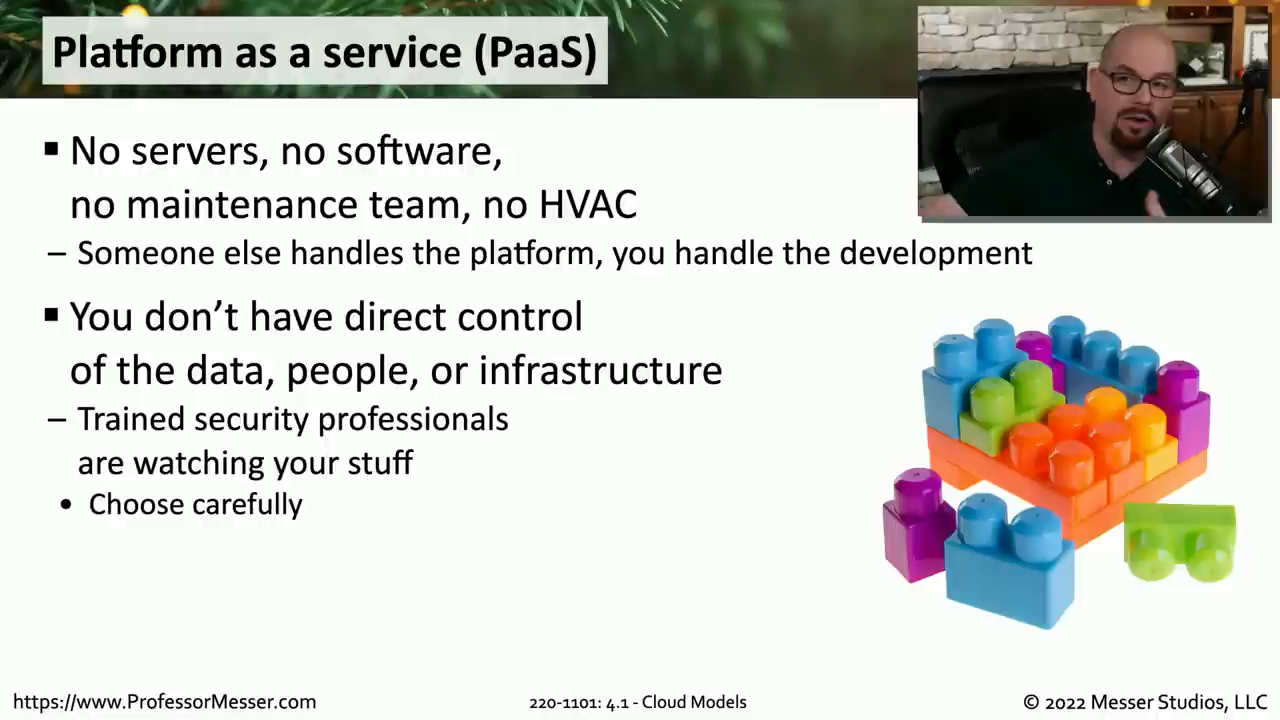 Platform as a service (PaaS)
▪ No servers, no software,
no maintenance team, no HVAC
– Someone else handles the platform, you handle the development
▪ You don’t have direct control
of the data, people, or infrastructure
– Trained security professionals
are watching your stuff
• Choose carefully
https://www.ProfessorMesser.com
220-1101: 4.1 - Cloud Models
© 2022 Messer Studios, LLC